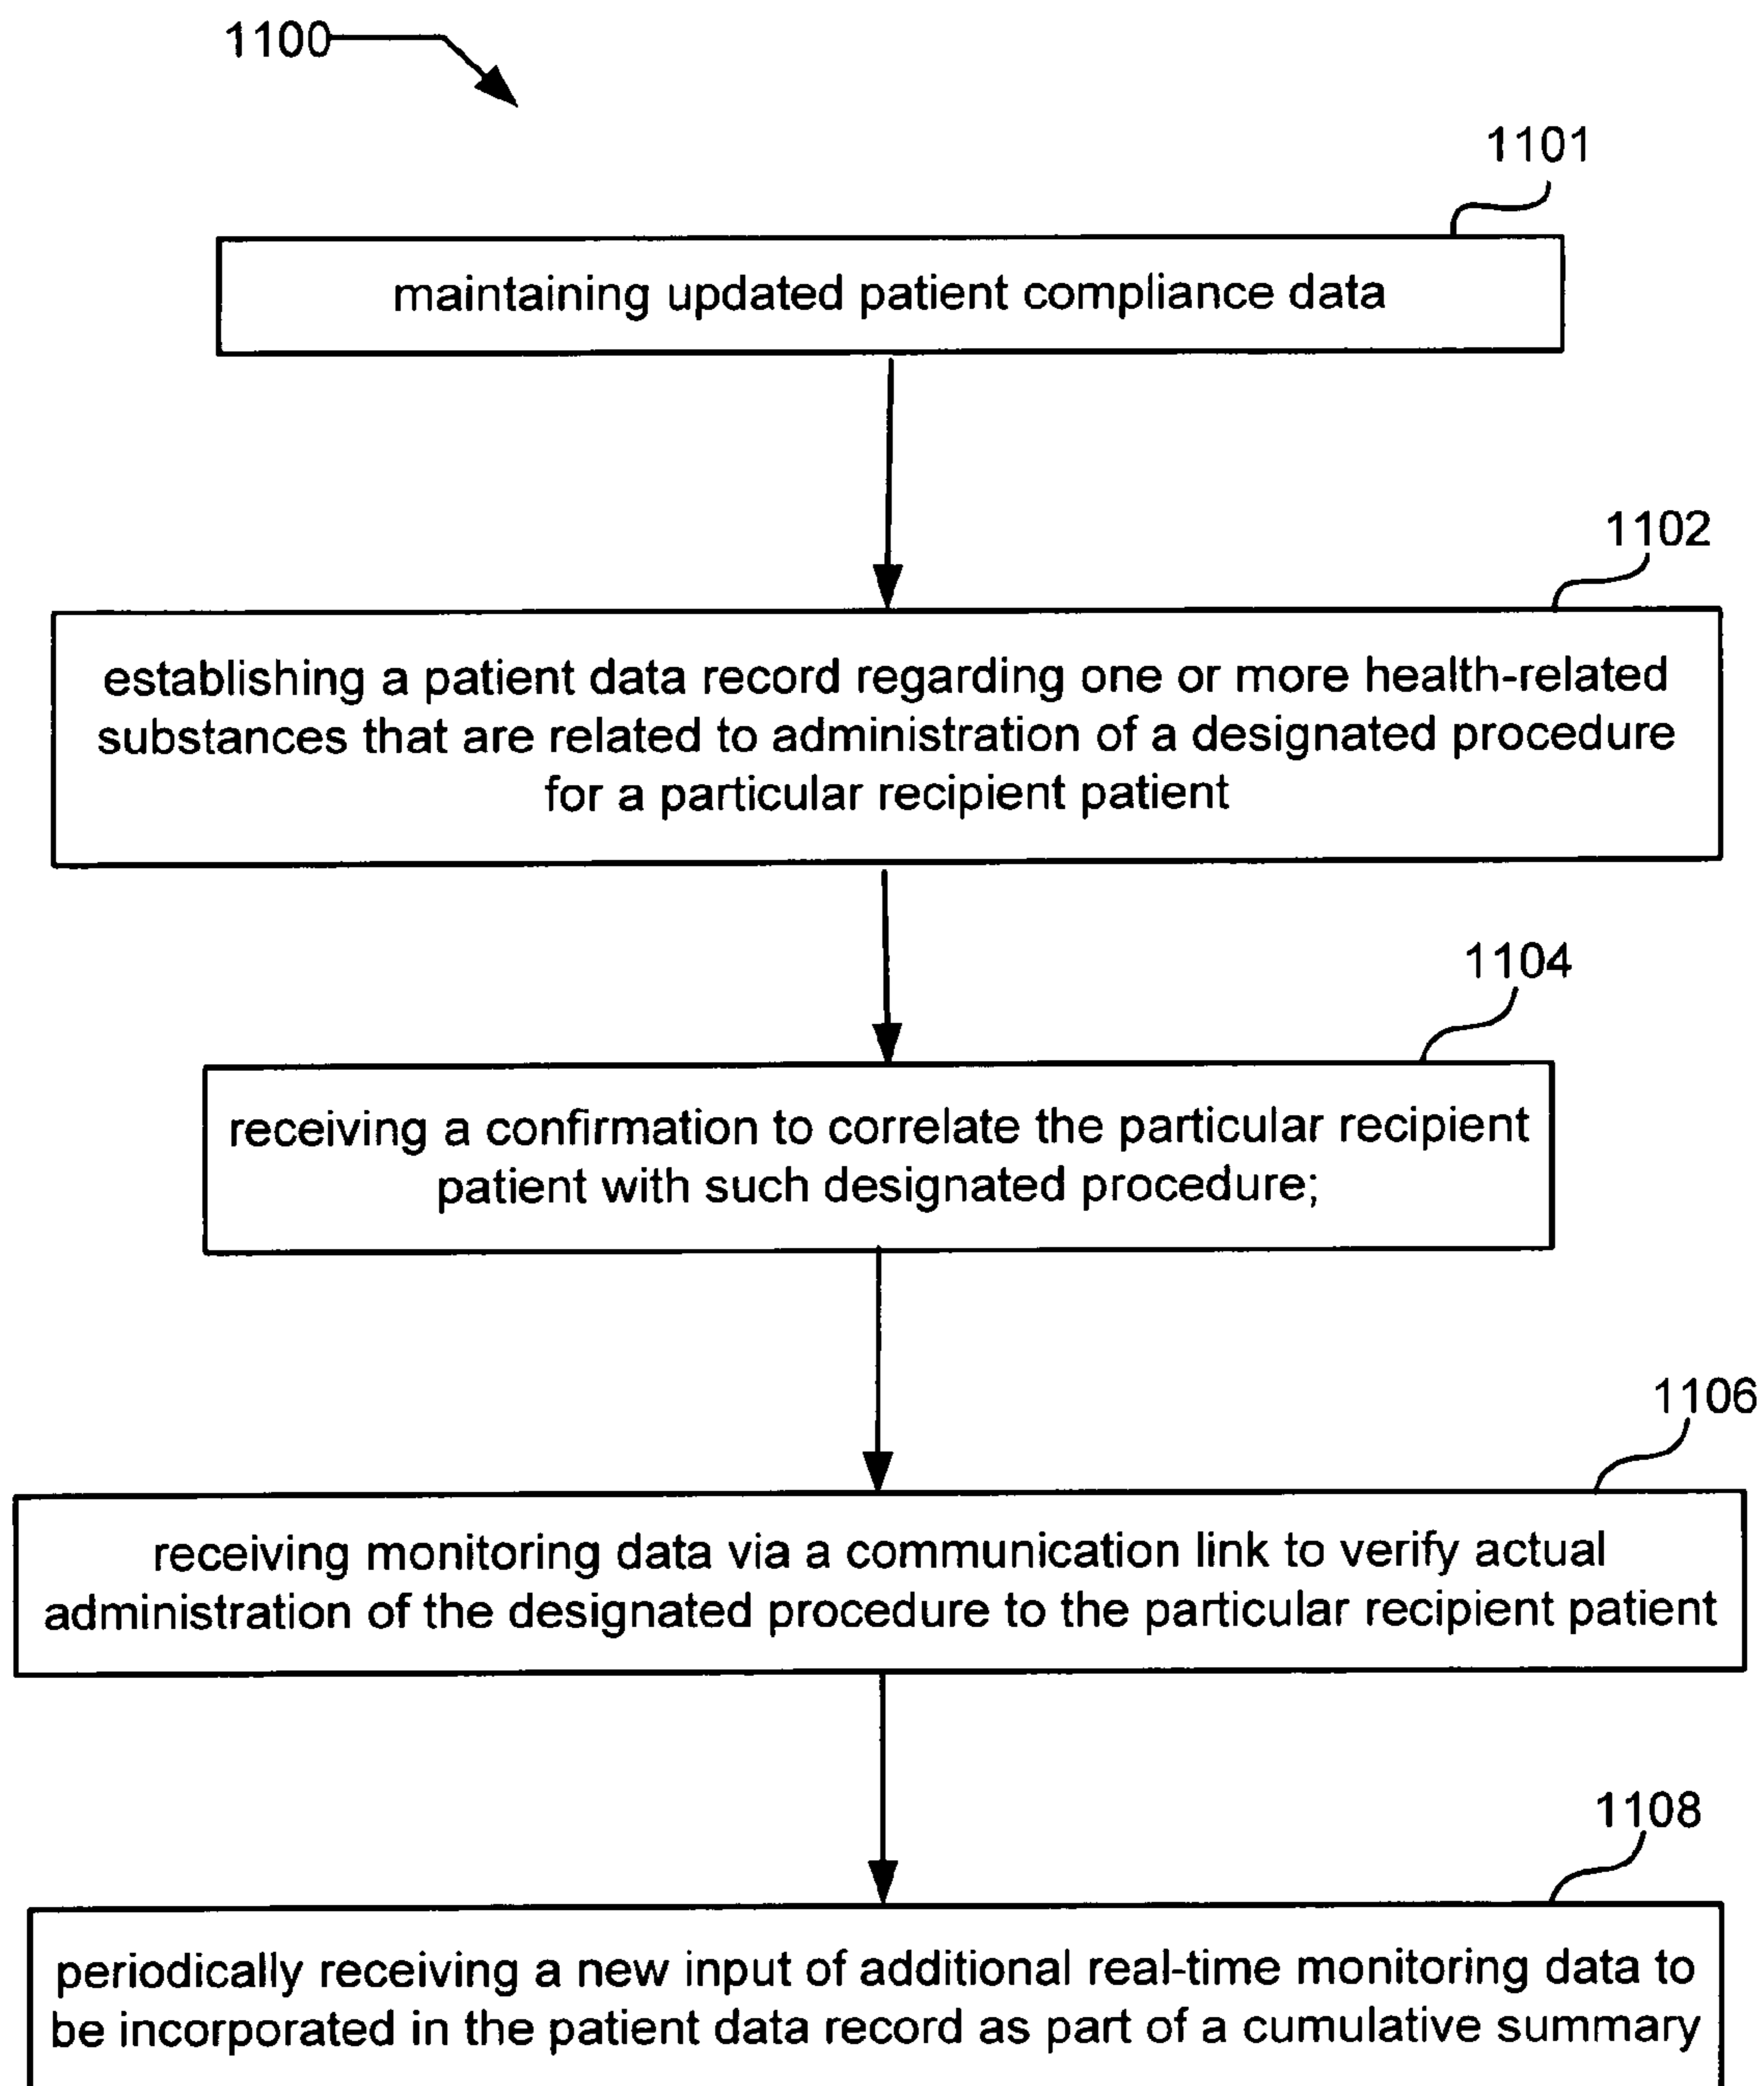 1100
1101
maintaining updated patient compliance data
1102
establishing a patient data record regarding one or more health-related
substances that are related to administration of a designated procedure
for a particular recipient patient
1104
receiving a confirmation to correlate the particular recipient
patient with such designated procedure;
1106
receiving monitoring data via a communication link to verify actual
administration of the designated procedure to the particular recipient patient
1108
periodically receiving a new input of additional real-time monitoring data to
be incorporated in the patient data record as part of a cumulative summary